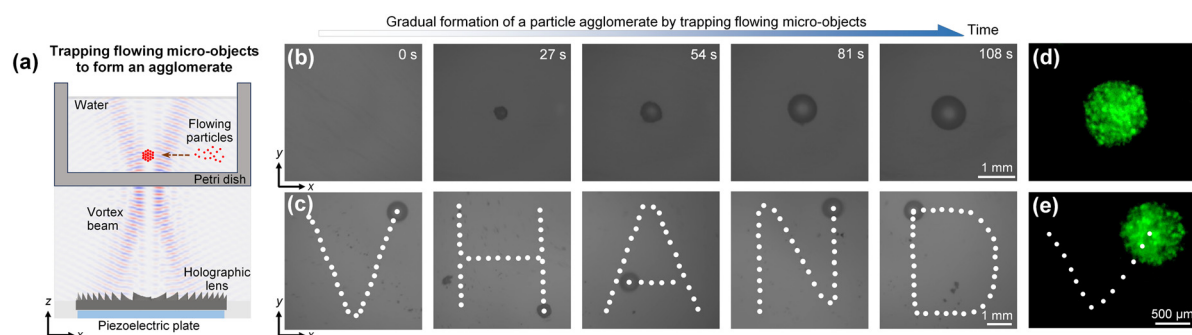 Gradual formation of a particle agglomerate by trapping flowing micro-objects
Time
(a)
Trapping flowing micro-objects
to form an agglomerate
Water
Flowing
particles
Petri dish
Vortex
beam
Holographic
lens
z
x
Piezoelectric plate
(b)
0 s
27 s
54 s
81 s
108 s
y
x
1 mm
(c)
V H A N D
y
x
1 mm
(d)
(e)
V
500 μm